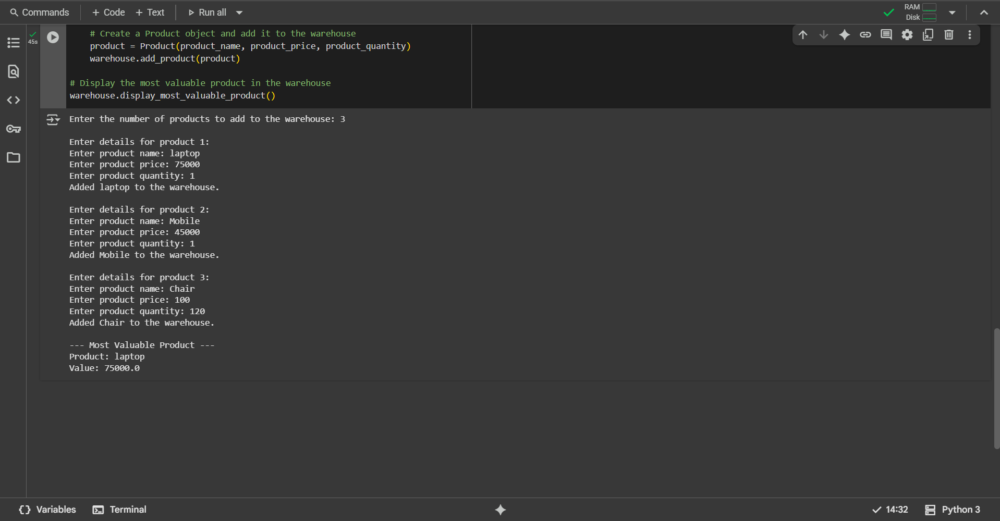 Commands + Code + Text Run all
RAM
Disk
45s
# Create a Product object and add it to the warehouse
product = Product(product_name, product_price, product_quantity)
warehouse.add_product(product)
# Display the most valuable product in the warehouse
warehouse.display_most_valuable_product()
Enter the number of products to add to the warehouse: 3
Enter details for product 1:
Enter product name: laptop
Enter product price: 75000
Enter product quantity: 1
Added laptop to the warehouse.
Enter details for product 2:
Enter product name: Mobile
Enter product price: 45000
Enter product quantity: 1
Added Mobile to the warehouse.
Enter details for product 3:
Enter product name: Chair
Enter product price: 100
Enter product quantity: 120
Added Chair to the warehouse.
--- Most Valuable Product ---
Product: laptop
Value: 75000.0
Variables Terminal 14:32 Python 3